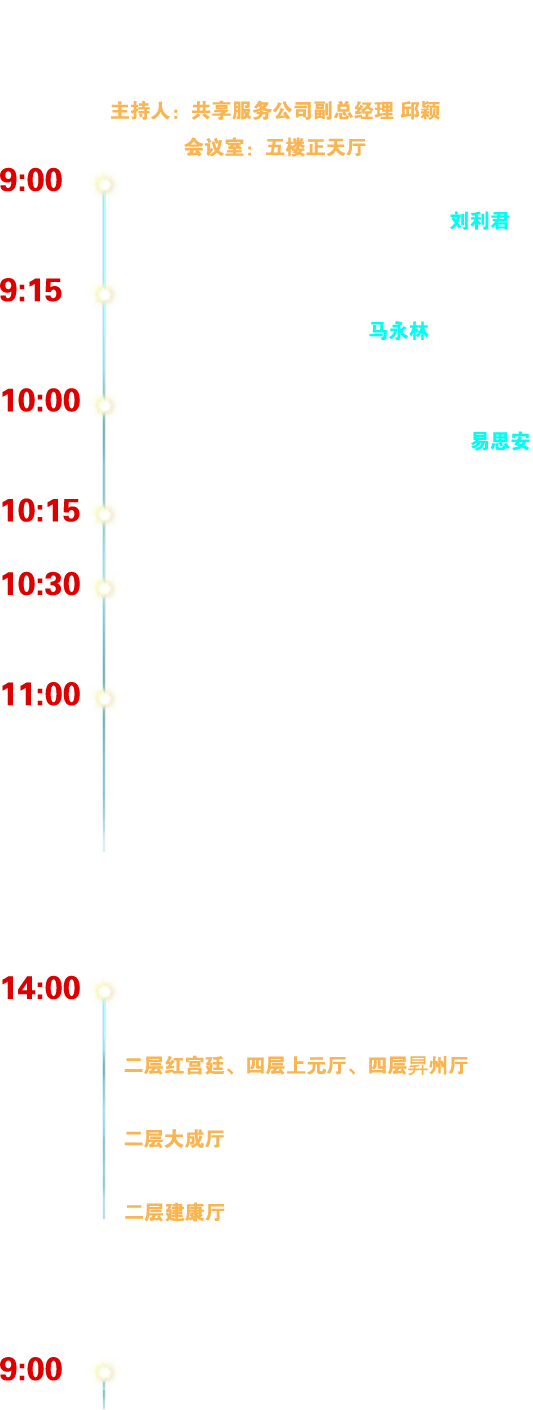 主持人：共享服务公司副总经理 邱颖
会议室：五楼正天厅
9:00
刘利君
9:15
马永林
10:00
易思安
10:15
10:30
11:00
14:00
二层红宫廷、四层上元厅、四层昇州厅
二层大成厅
二层建康厅
9:00